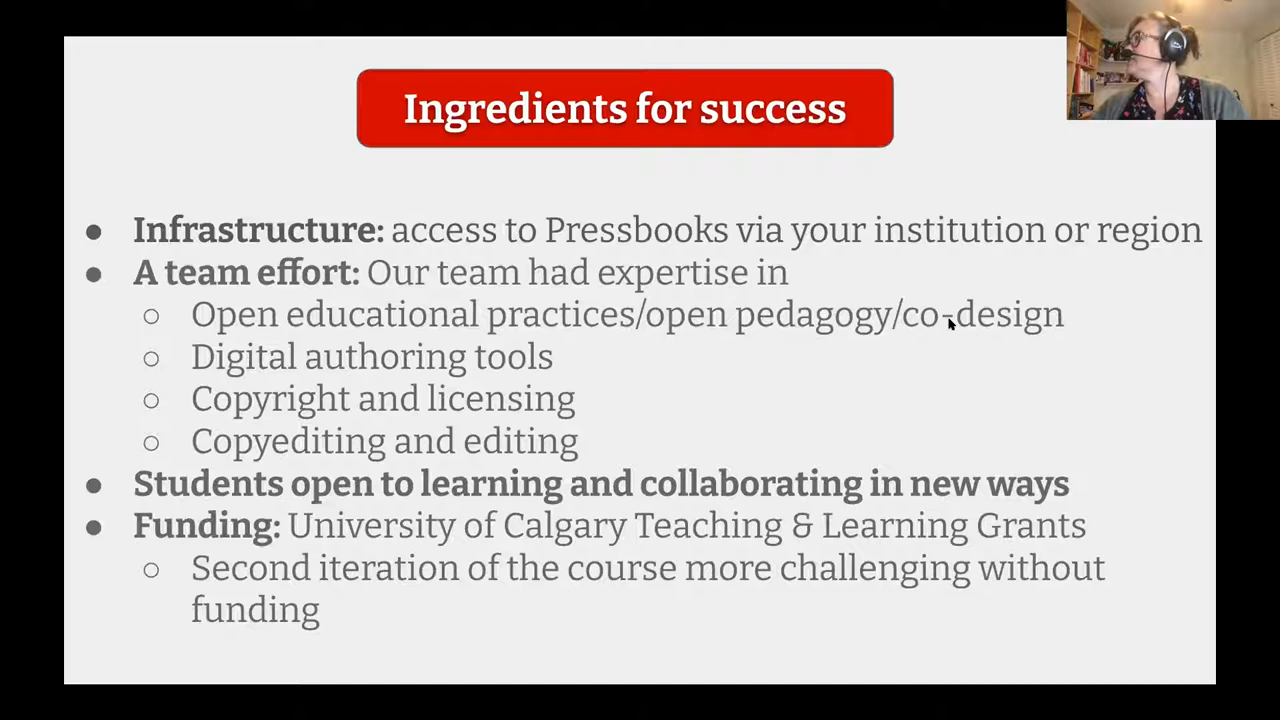 Ingredients for success
● Infrastructure: access to Pressbooks via your institution or region
● A team effort: Our team had expertise in
○ Open educational practices/open pedagogy/co-design
○ Digital authoring tools
○ Copyright and licensing
○ Copyediting and editing
● Students open to learning and collaborating in new ways
● Funding: University of Calgary Teaching & Learning Grants
○ Second iteration of the course more challenging without
funding